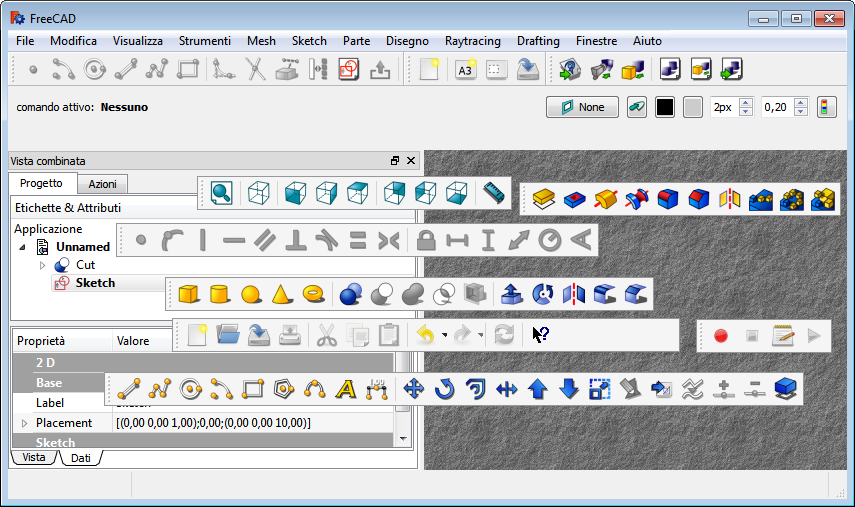 FreeCAD
File Modifica Visualizza Strumenti Mesh Sketch Parte Disegno Raytracing Drafting Finestre Aiuto
A3
comando attivo: Nessuno
None
2px
0,20
Vista combinata
Progetto Azioni
Etichette & Attributi
Applicazione
Unnamed
Cut
Sketch
Proprietà Valore
2 D
Base
Label
Placement [(0,00 0,00 1,00);0,00;(0,00 0,00 10,00)]
Sketch
Vista Dati